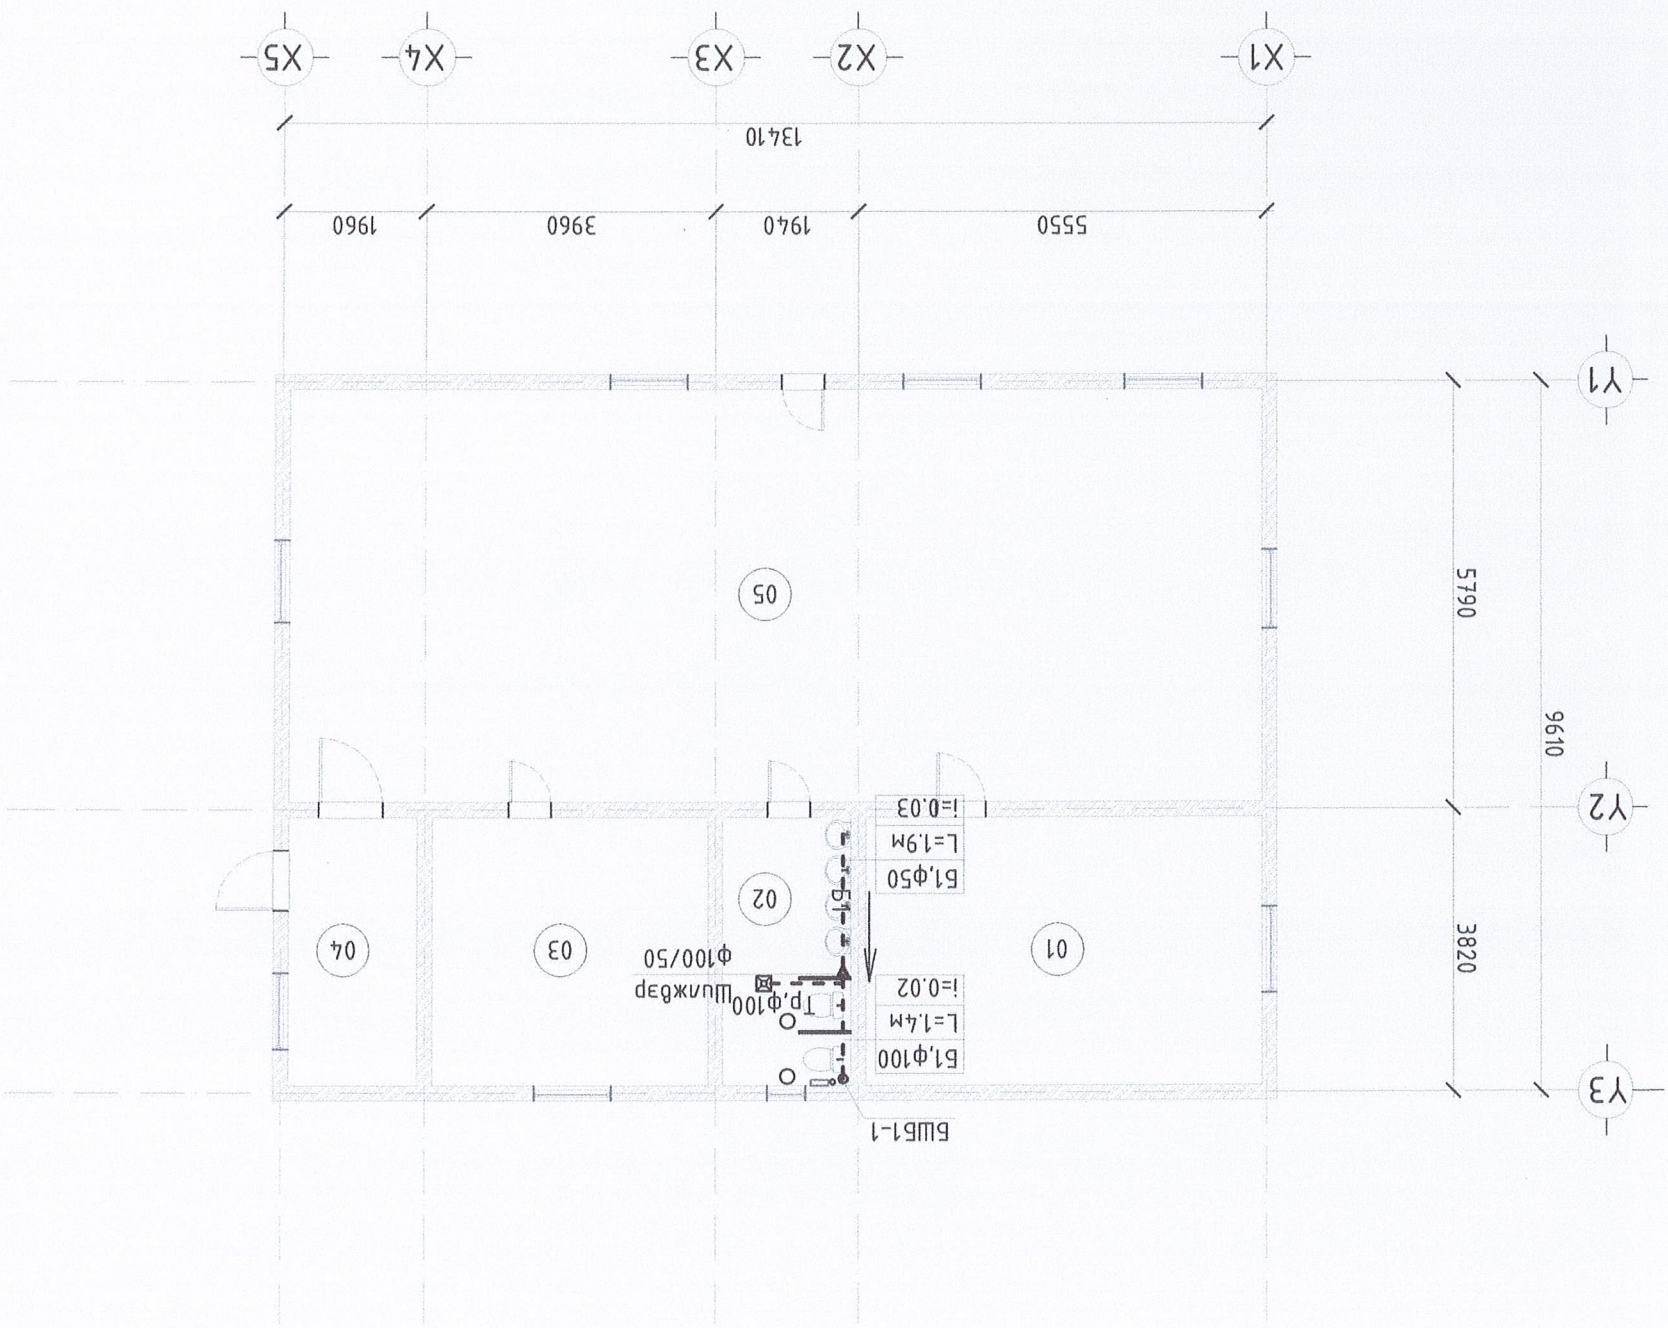 БШБ1-1
Y3
Б1,ф100
L=1.4м
i=0.02
Тр,ф100
Шилжвэр
ф100/50
3820
01
03
04
Б1
02
Б1,ф50
L=1.9м
i=0.03
Y2
9610
5790
05
Y1
5550
1940
3960
1960
13410
X1
X2
X3
X4
X5